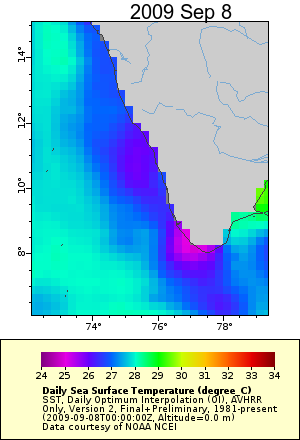 2009 Sep 8
14°
12°
10°
8°
74° 76° 78°
24 25 26 27 28 29 30 31 32 33 34
Daily Sea Surface Temperature (degree_C)
SST, Daily Optimum Interpolation (OI), AVHRR
Only, Version 2, Final+Preliminary, 1981-present
(2009-09-08T00:00:00Z, Altitude=0.0 m)
Data courtesy of NOAA NCEI